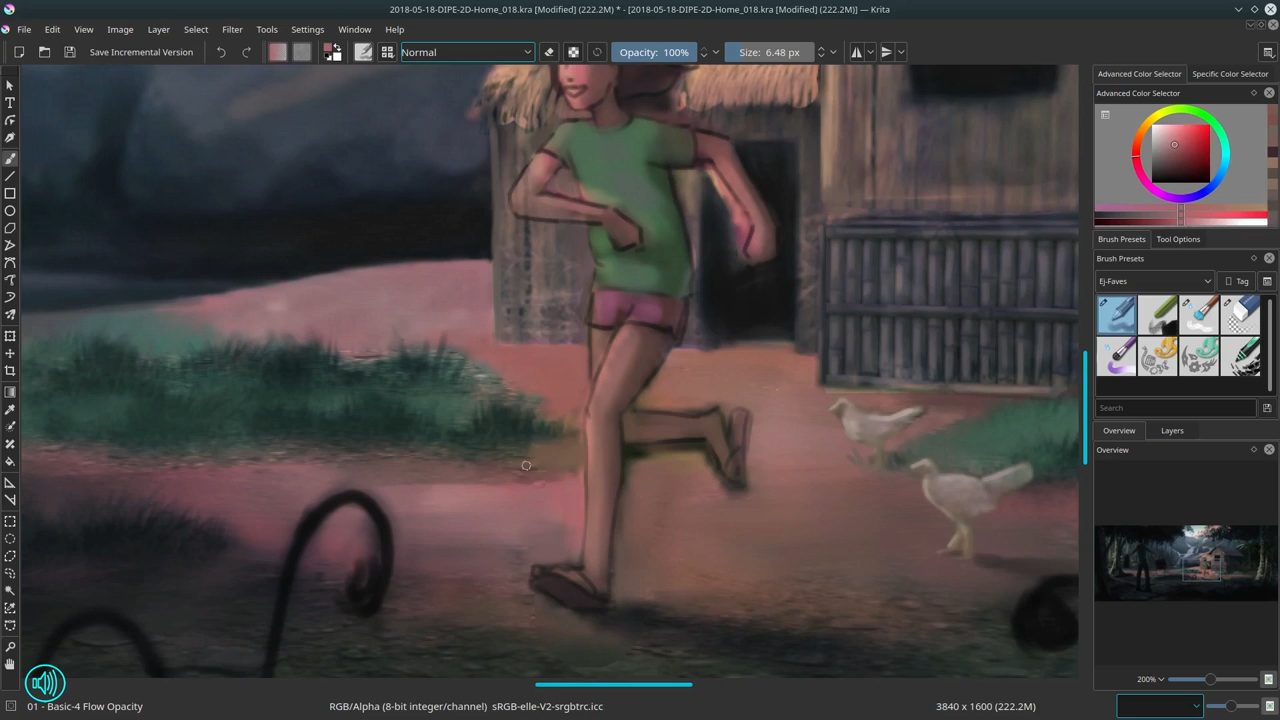 2018-05-18-DIPE-2D-Home_018.kra [Modified] (222.2M) * - [2018-05-18-DIPE-2D-Home_018.kra [Modified] (222.2M)] — Krita
File Edit View Image Layer Select Filter Tools Settings Window Help
Save Incremental Version Normal Opacity: 100% Size: 6.48 px
Advanced Color Selector Specific Color Selector
Advanced Color Selector
Brush Presets Tool Options
Brush Presets
Ej-Faves Tag
Search
Overview Layers
Overview
200%
01 - Basic-4 Flow Opacity RGB/Alpha (8-bit integer/channel) sRGB-elle-V2-srgbtrc.icc 3840 x 1600 (222.2M)